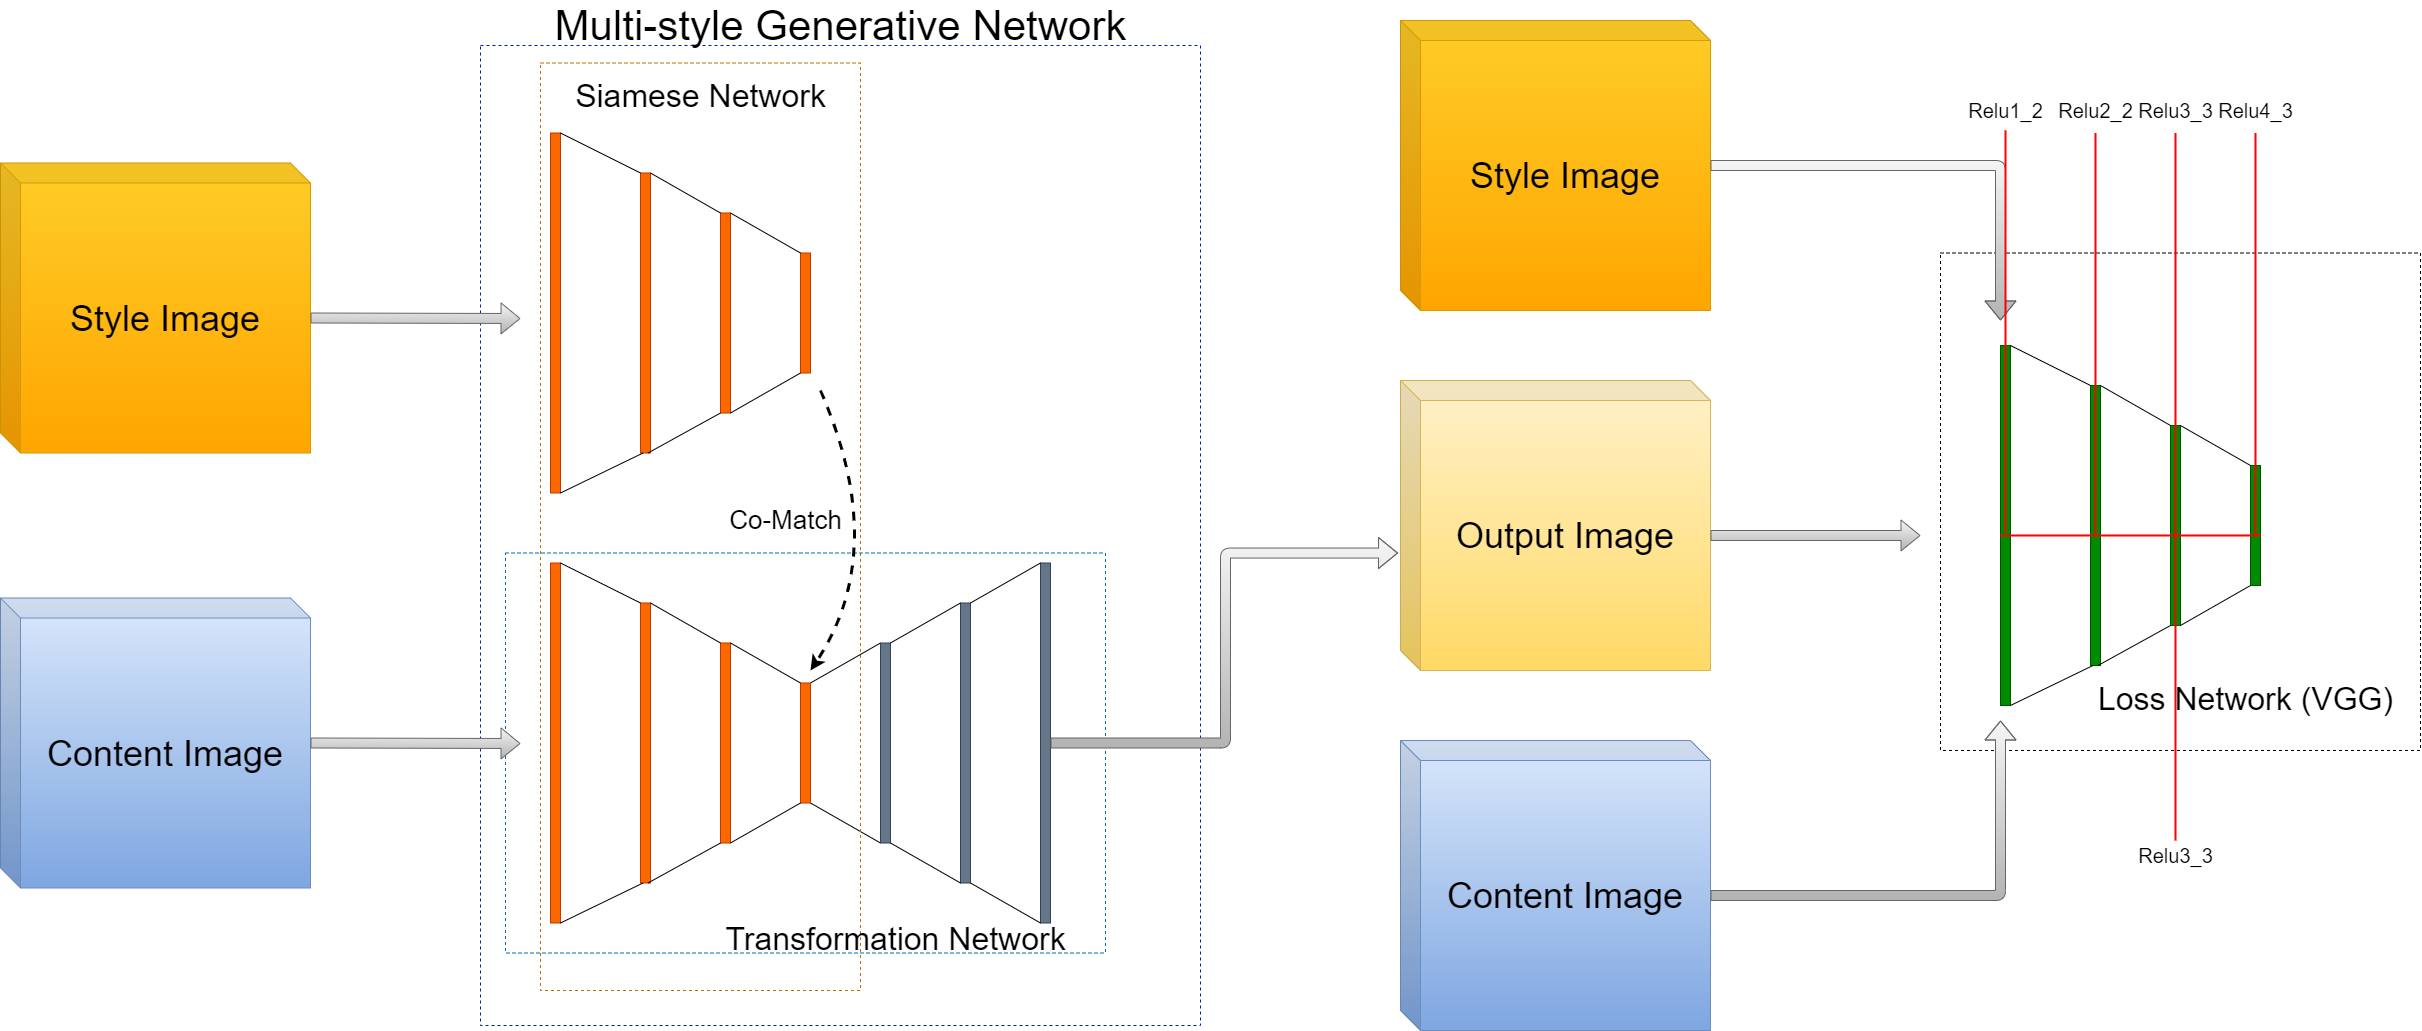 Multi-style Generative Network
Siamese Network
Style Image
Co-Match
Content Image
Transformation Network
Style Image
Relu1_2 Relu2_2 Relu3_3 Relu4_3
Output Image
Loss Network (VGG)
Relu3_3
Content Image